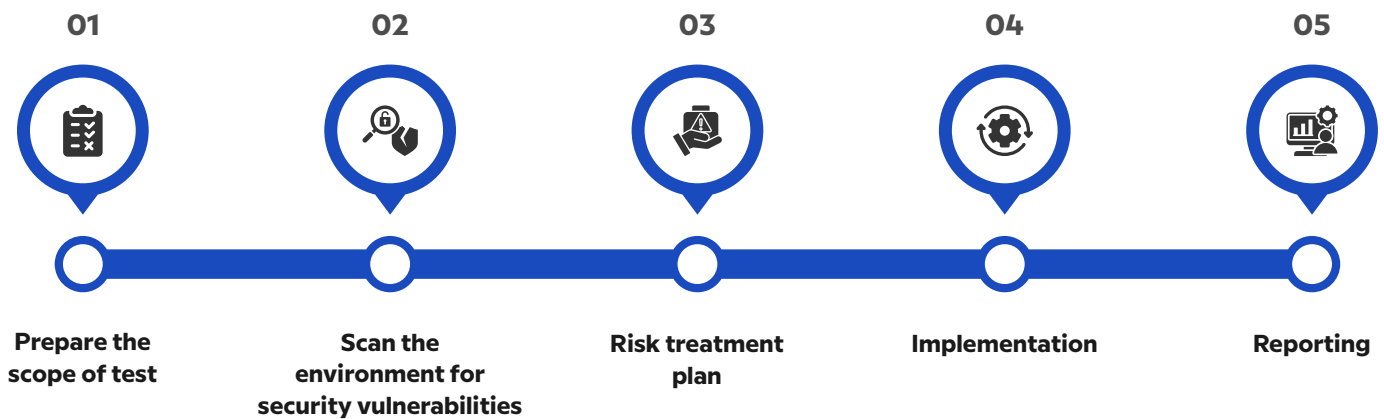 01
02
03
04
05
Prepare the
scope of test
Scan the
environment for
security vulnerabilities
Risk treatment
plan
Implementation
Reporting